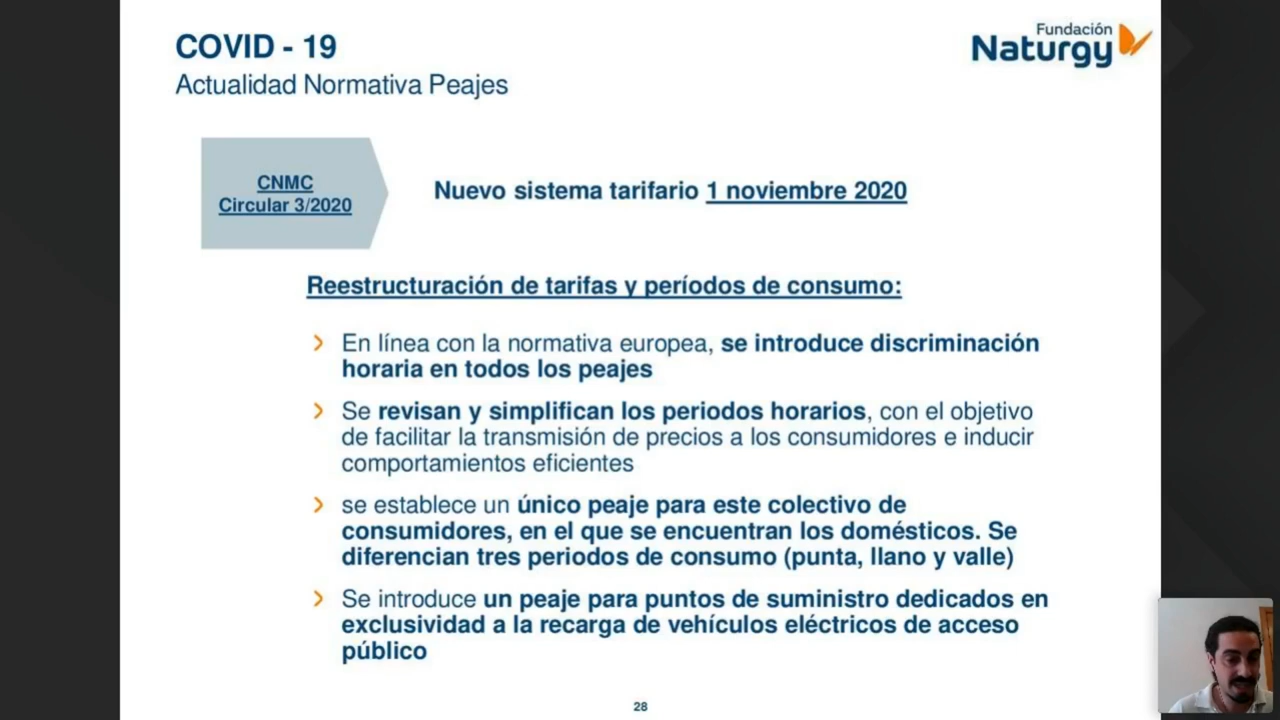 COVID - 19
Actualidad Normativa Peajes
Fundación
Naturgy
CNMC
Circular 3/2020
Nuevo sistema tarifario 1 noviembre 2020
Reestructuración de tarifas y períodos de consumo:
En línea con la normativa europea, se introduce discriminación
horaria en todos los peajes
Se revisan y simplifican los periodos horarios, con el objetivo
de facilitar la transmisión de precios a los consumidores e inducir
comportamientos eficientes
se establece un único peaje para este colectivo de
consumidores, en el que se encuentran los domésticos. Se
diferencian tres periodos de consumo (punta, llano y valle)
Se introduce un peaje para puntos de suministro dedicados en
exclusividad a la recarga de vehículos eléctricos de acceso
público
28